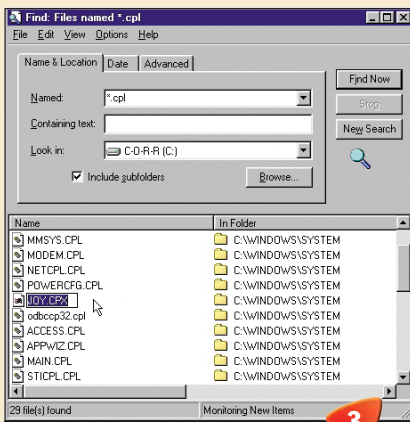 Find: Files named *.cpl
File Edit View Options Help
Name & Location Date Advanced
Find Now
Named: *.cpl
Stop
Containing text:
New Search
Look in: C-O-R-R (C:)
Include subfolders Browse...
Name In Folder
MMSYS.CPL C:\WINDOWS\SYSTEM
MODEM.CPL C:\WINDOWS\SYSTEM
NETCPL.CPL C:\WINDOWS\SYSTEM
POWERCFG.CPL C:\WINDOWS\SYSTEM
JOY.CPX C:\WINDOWS\SYSTEM
odbccp32.cpl C:\WINDOWS\SYSTEM
ACCESS.CPL C:\WINDOWS\SYSTEM
APPWIZ.CPL C:\WINDOWS\SYSTEM
MAIN.CPL C:\WINDOWS\SYSTEM
STICPL.CPL C:\WINDOWS\SYSTEM
29 file(s) found Monitoring New Items
3